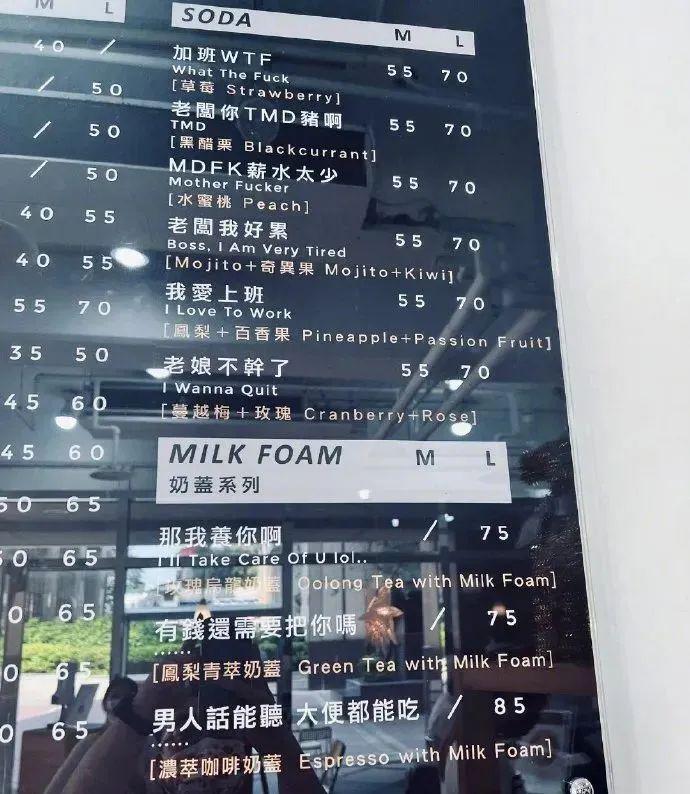 M L
40 /
/ 50
/ 50
/ 50
40 55
40 55
55 70
35 50
45 60
45 60
50 65
50 65
0 65
0 65
0 65
SODA M L
加班WTF 55 70
What The Fuck
[草莓 Strawberry]
老闆你TMD豬啊 55 70
TMD
[黑醋栗 Blackcurrant]
MDFK薪水太少 55 70
Mother Fucker
[水蜜桃 Peach]
老闆我好累 55 70
Boss, I Am Very Tired
[Mojito+奇異果 Mojito+Kiwi]
我愛上班 55 70
I Love To Work
[鳳梨+百香果 Pineapple+Passion Fruit]
老娘不幹了 55 70
I Wanna Quit
[蔓越梅+玫瑰 Cranberry+Rose]
MILK FOAM M L
奶蓋系列
那我養你啊 / 75
I'll Take Care Of U lol..
[玫瑰烏龍奶蓋 Oolong Tea with Milk Foam]
有錢還需要把你嗎 / 75
......
[鳳梨青萃奶蓋 Green Tea with Milk Foam]
男人話能聽 大便都能吃 / 85
......
[濃萃咖啡奶蓋 Espresso with Milk Foam]